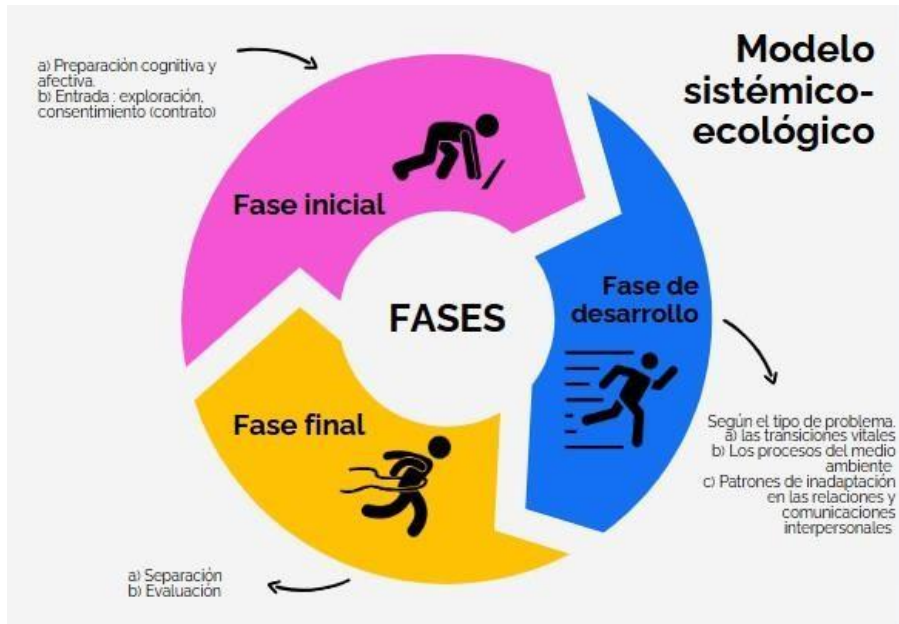 Modelo
sistémico-
ecológico
a) Preparación cognitiva y
afectiva.
b) Entrada : exploración,
consentimiento (contrato)
Fase inicial
FASES
Fase de
desarrollo
Según el tipo de problema.
a) las transiciones vitales
b) Los procesos del medio
ambiente
c) Patrones de inadaptación
en las relaciones y
comunicaciones
interpersonales
Fase final
a) Separación
b) Evaluación